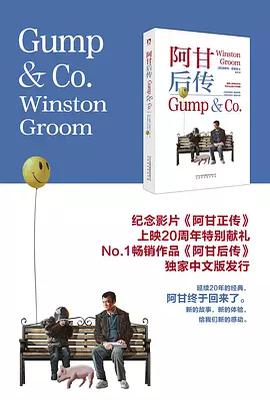 Gump
& Co.
Winston
Groom
阿甘
后传
Winston
Groom
Gump & Co.
纪念影片《阿甘正传》
上映20周年特别献礼
No.1畅销作品《阿甘后传》
独家中文版发行
延续20年的经典，
阿甘终于回来了。
新的故事，新的体验，
给我们新的感动。